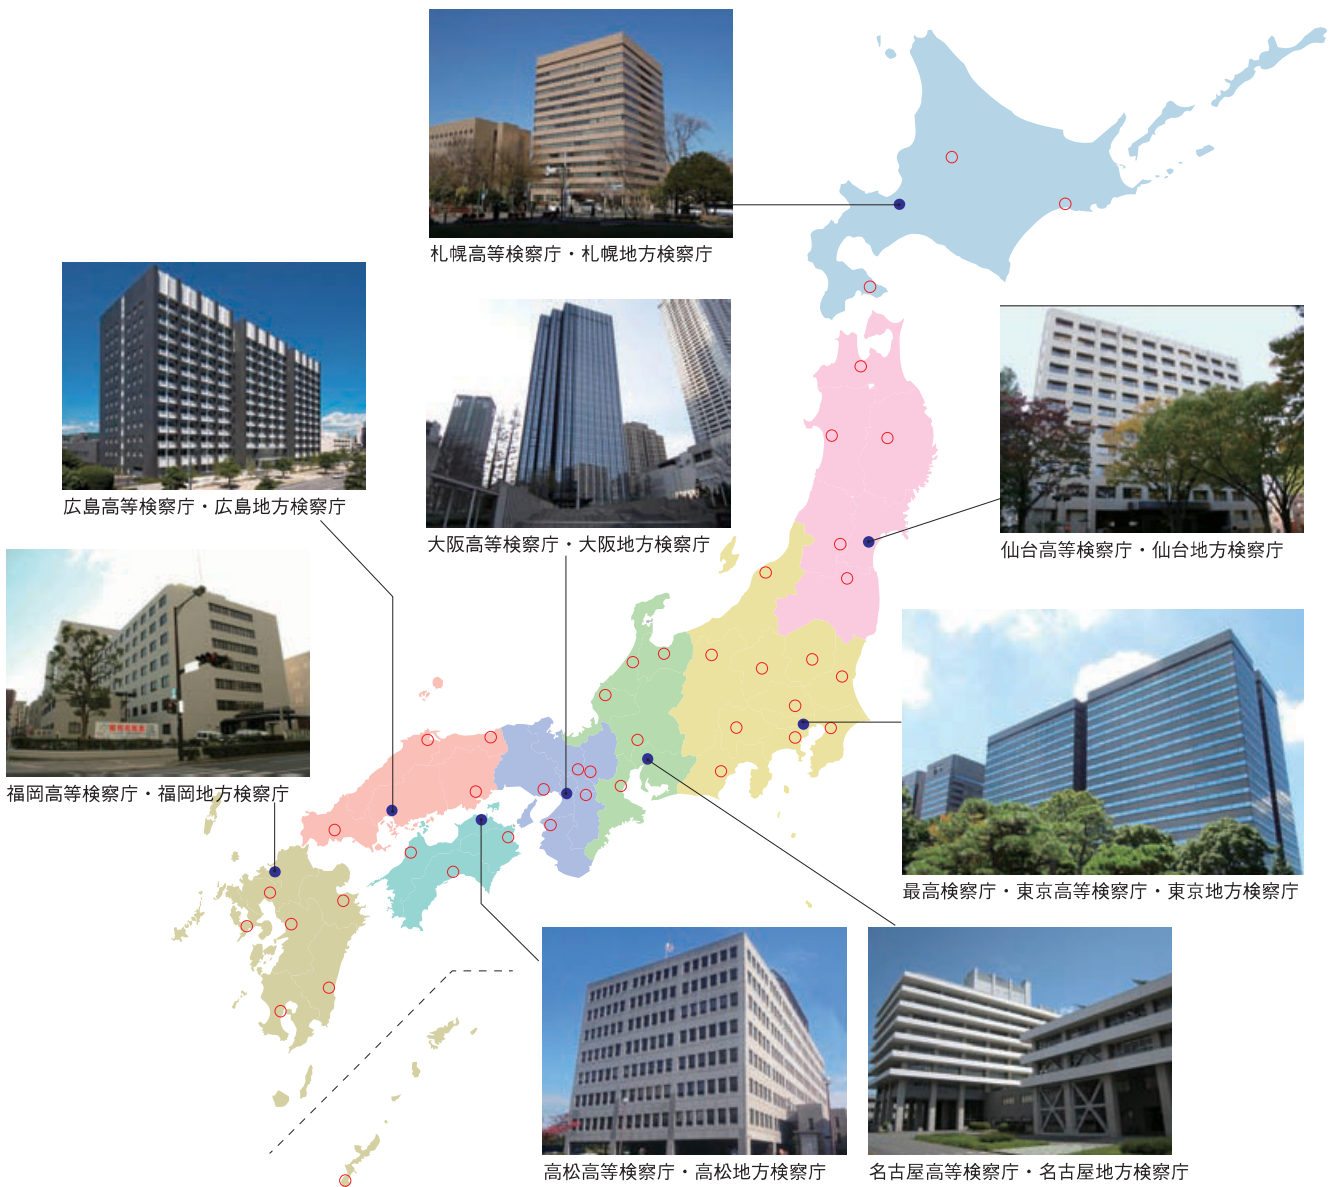 札幌高等検察庁・札幌地方検察庁
広島高等検察庁・広島地方検察庁
大阪高等検察庁・大阪地方検察庁
仙台高等検察庁・仙台地方検察庁
福岡高等検察庁・福岡地方検察庁
最高検察庁・東京高等検察庁・東京地方検察庁
高松高等検察庁・高松地方検察庁
名古屋高等検察庁・名古屋地方検察庁